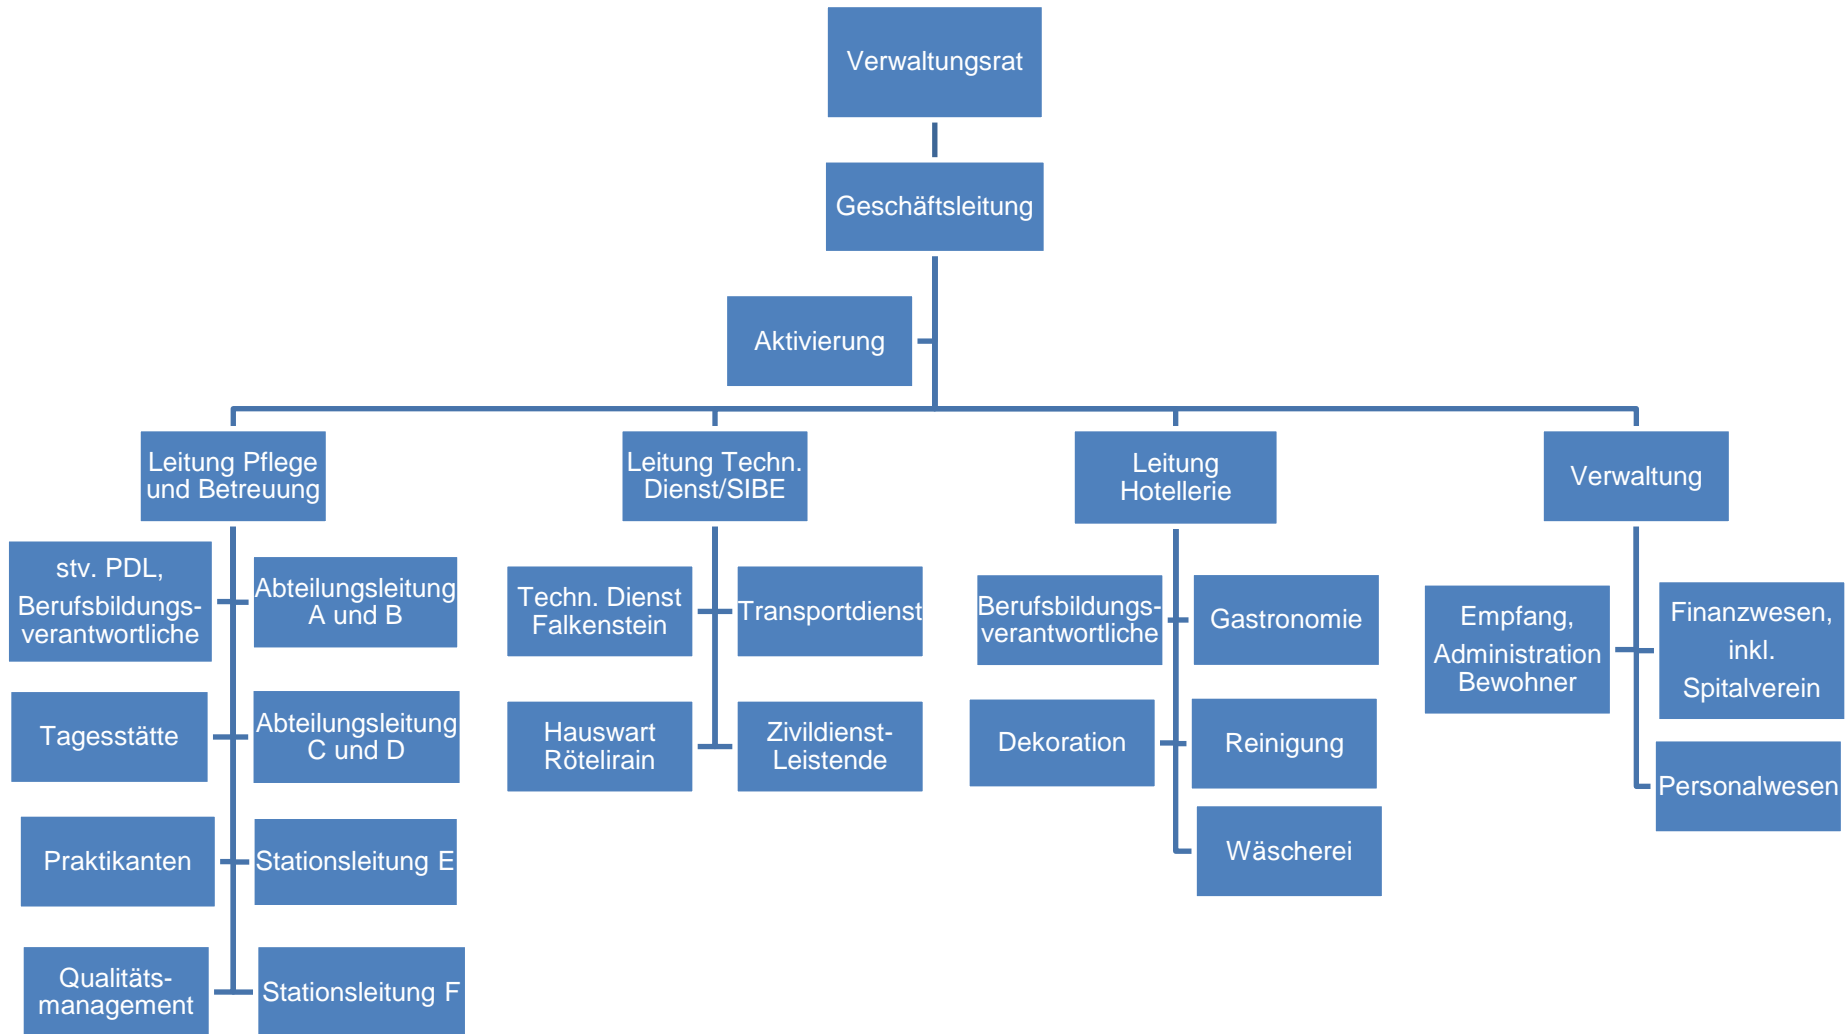 Verwaltungsrat
Geschäftsleitung
Aktivierung
Leitung Pflege
und Betreuung
Leitung Techn.
Dienst/SIBE
Leitung
Hotellerie
Verwaltung
stv. PDL,
Berufsbildungs-
verantwortliche
Abteilungsleitung
A und B
Techn. Dienst
Falkenstein
Transportdienst
Berufsbildungs-
verantwortliche
Gastronomie
Empfang,
Administration
Bewohner
Finanzwesen,
inkl.
Spitalverein
Tagesstätte
Abteilungsleitung
C und D
Hauswart
Rötelirain
Zivildienst-
Leistende
Dekoration
Reinigung
Personalwesen
Praktikanten
Stationsleitung E
Wäscherei
Qualitäts-
management
Stationsleitung F